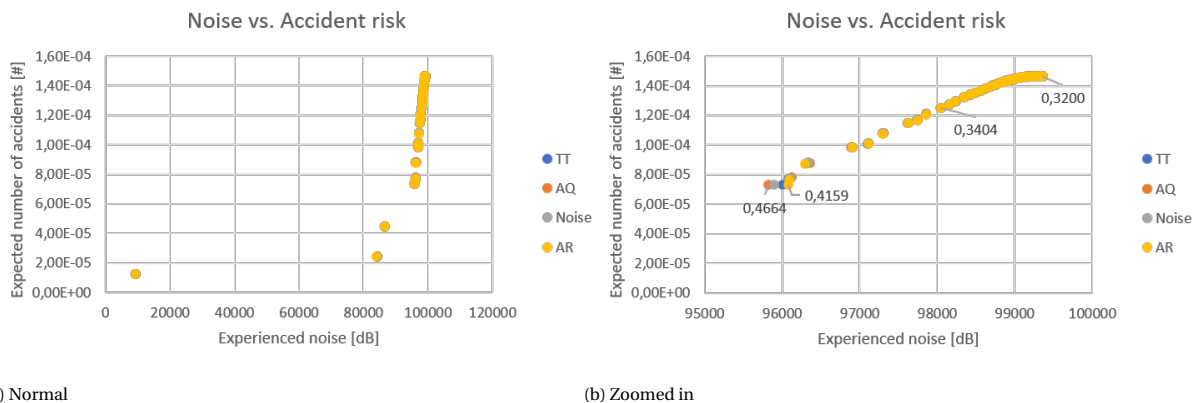 Noise vs. Accident risk
Expected number of accidents [#]
1,60E-04
1,40E-04
1,20E-04
1,00E-04
8,00E-05
6,00E-05
4,00E-05
2,00E-05
0,00E+00
0 20000 40000 60000 80000 100000 120000
Experienced noise [dB]
TT
AQ
Noise
AR
) Normal
Noise vs. Accident risk
Expected number of accidents [#]
1,60E-04
1,40E-04
1,20E-04
1,00E-04
8,00E-05
6,00E-05
4,00E-05
2,00E-05
0,00E+00
0,3200
0,3404
0,4159
0,4664
95000 96000 97000 98000 99000 100000
Experienced noise [dB]
TT
AQ
Noise
AR
(b) Zoomed in